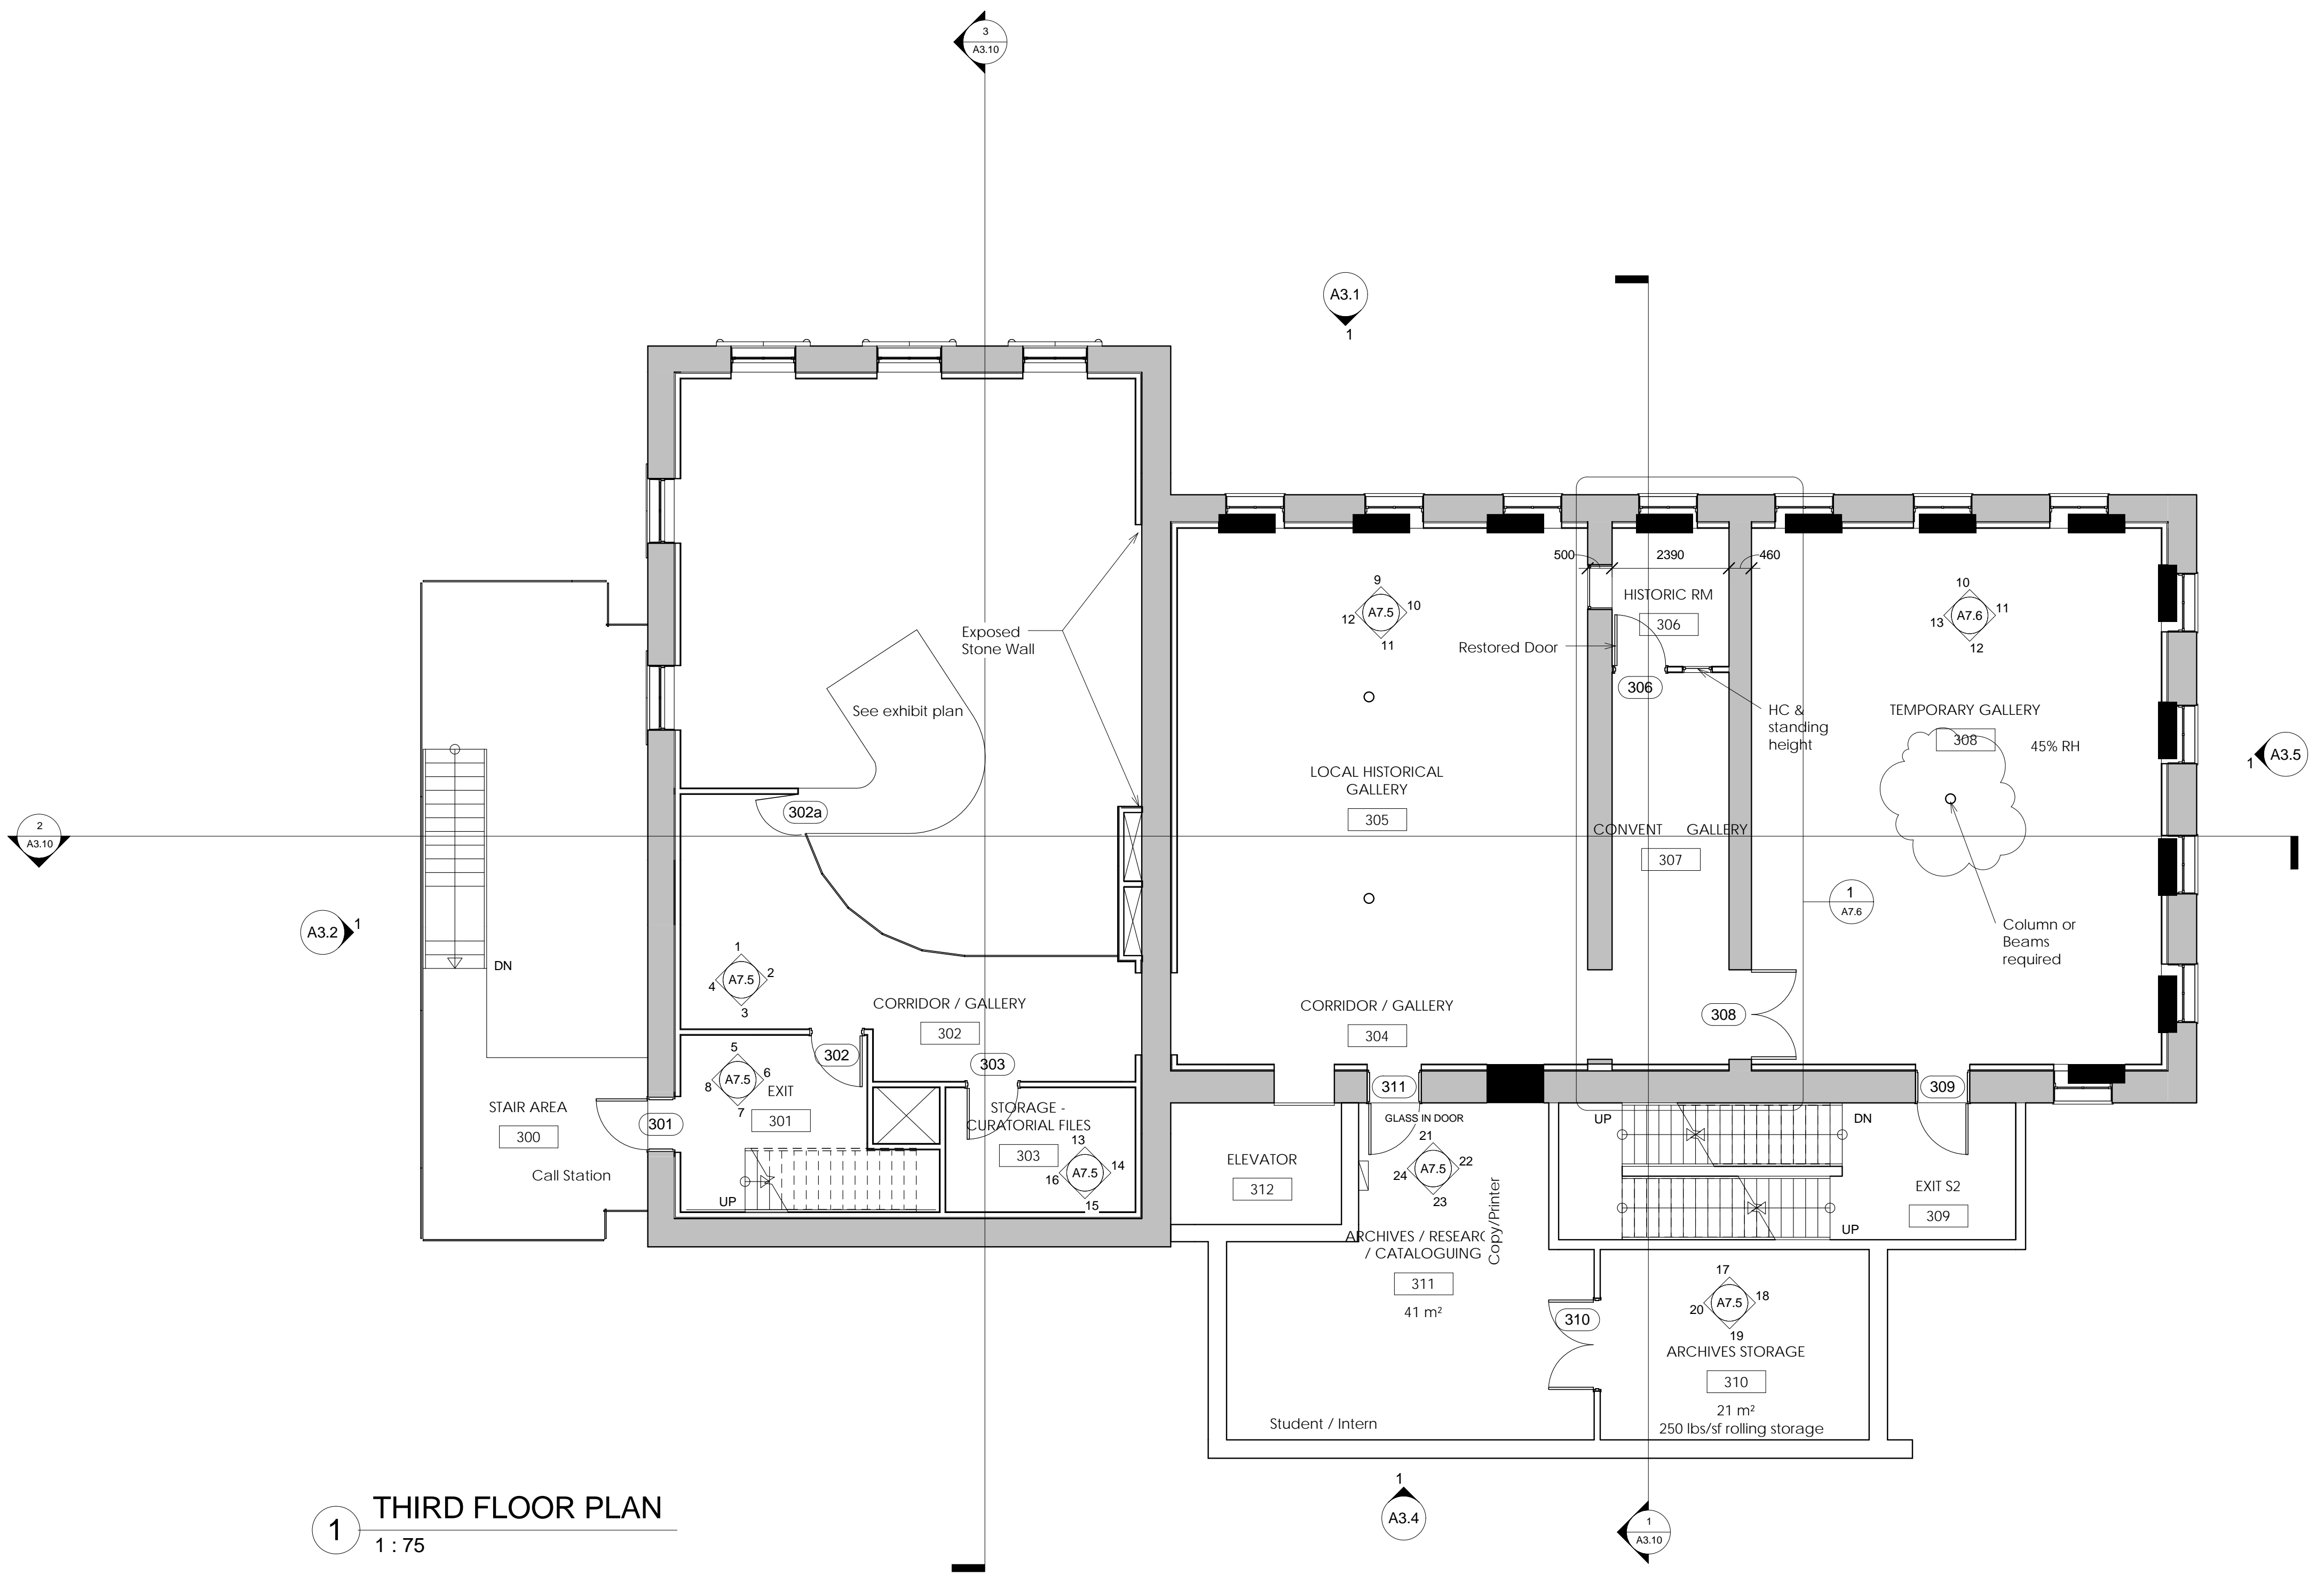 3
A3.10
A3.1
1
500
2390
460
9
A7.5
10
12
11
HISTORIC RM
306
10
A7.6
11
13
12
Exposed
Stone Wall
Restored Door
306
See exhibit plan
HC &
standing
height
TEMPORARY GALLERY
308
45% RH
A3.5
1
LOCAL HISTORICAL
GALLERY
305
302a
2
A3.10
CONVENT GALLERY
307
1
A7.6
A3.2
1
Column or
Beams
required
DN
1
A7.5
2
4
3
CORRIDOR / GALLERY
302
CORRIDOR / GALLERY
304
308
302
303
5
A7.5
6
8
7
EXIT
301
311
309
STAIR AREA
300
301
Call Station
STORAGE -
CURATORIAL FILES
303
13
A7.5
14
16
15
UP
GLASS IN DOOR
21
A7.5
22
24
23
UP
DN
ELEVATOR
312
Copy/Printer
EXIT S2
309
UP
ARCHIVES / RESEARC
/ CATALOGUING
311
41 m²
310
17
A7.5
18
20
19
ARCHIVES STORAGE
310
21 m²
250 lbs/sf rolling storage
Student / Intern
1
A3.4
1
A3.10
1
THIRD FLOOR PLAN
1 : 75